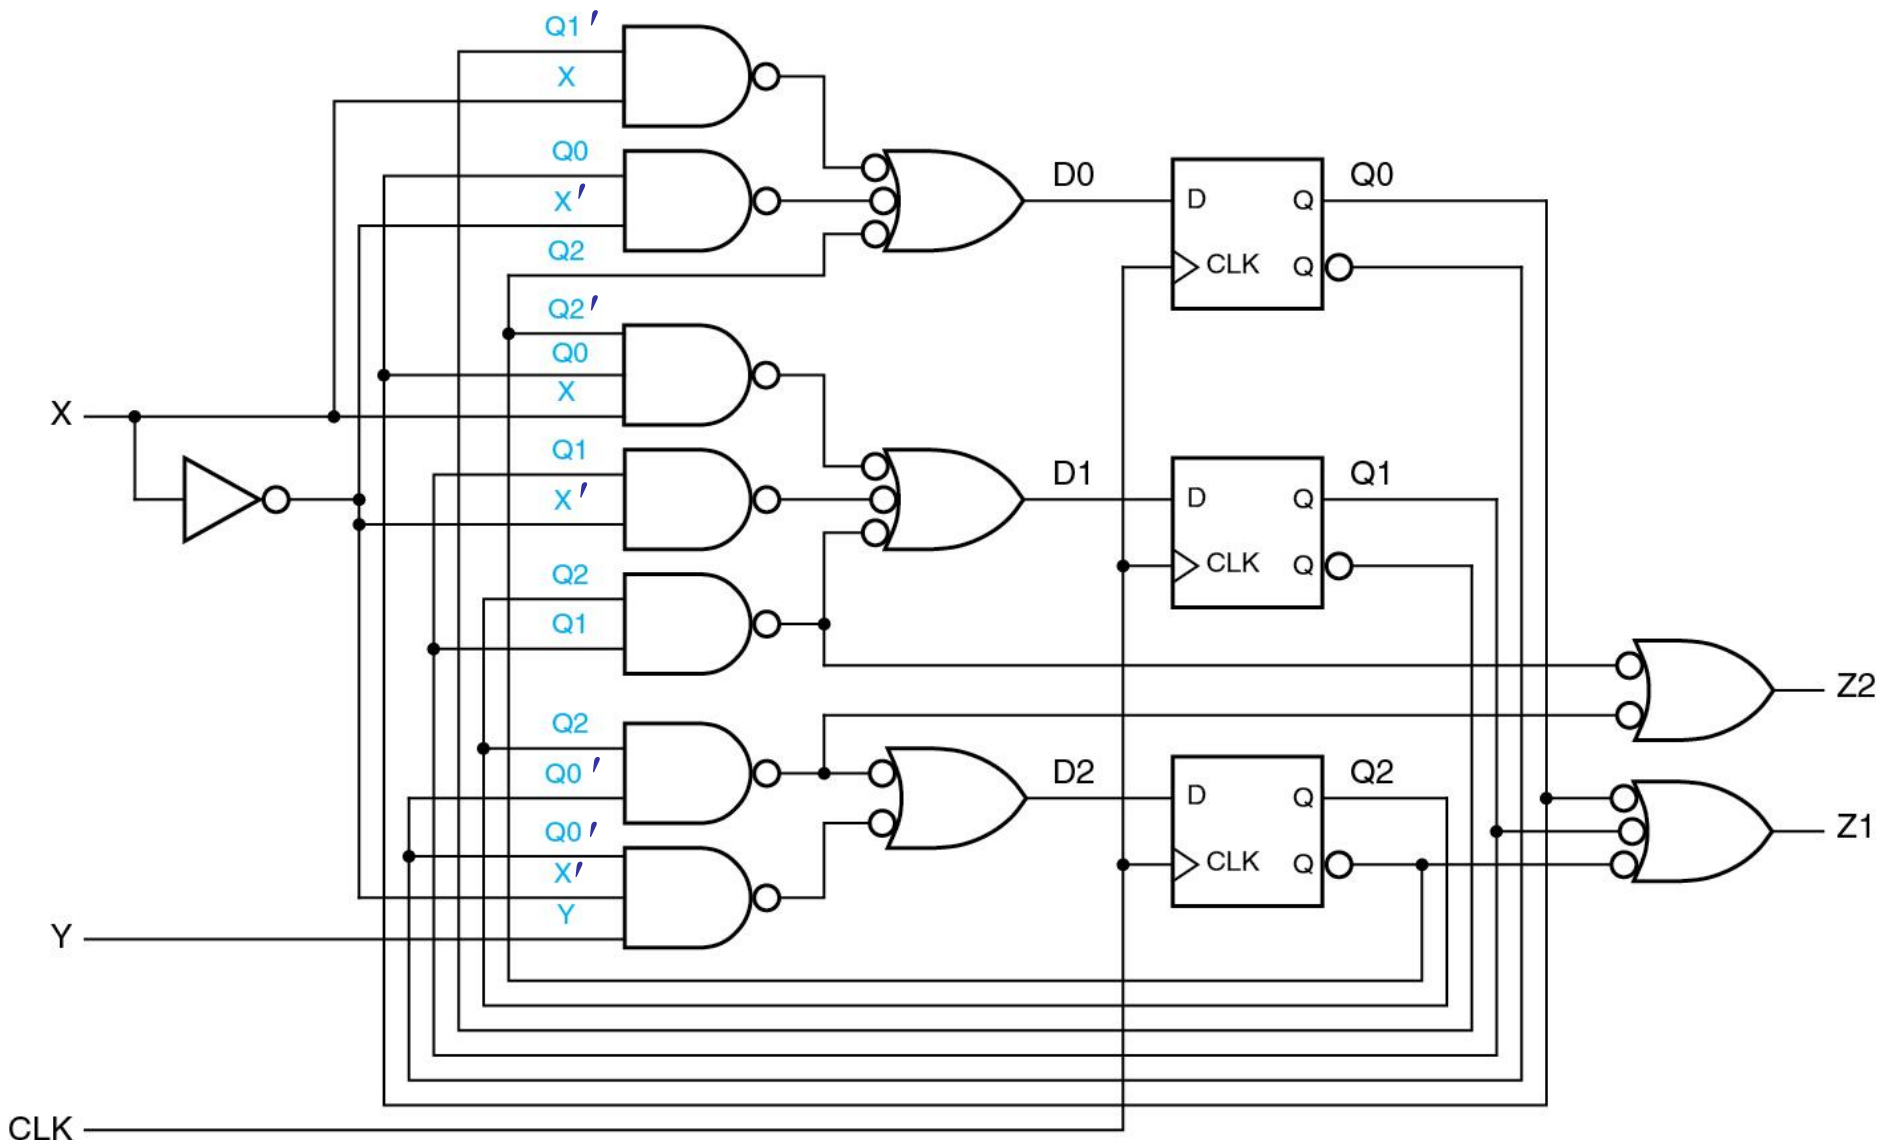 Q1′
X
Q0
X′
Q2
Q2′
Q0
X
Q1
X′
Q2
Q1
Q2
Q0′
Q0′
X′
Y
X
Y
CLK
D0
D
Q
CLK
Q
Q0
D1
D
Q
CLK
Q
Q1
D2
D
Q
CLK
Q
Q2
Z2
Z1